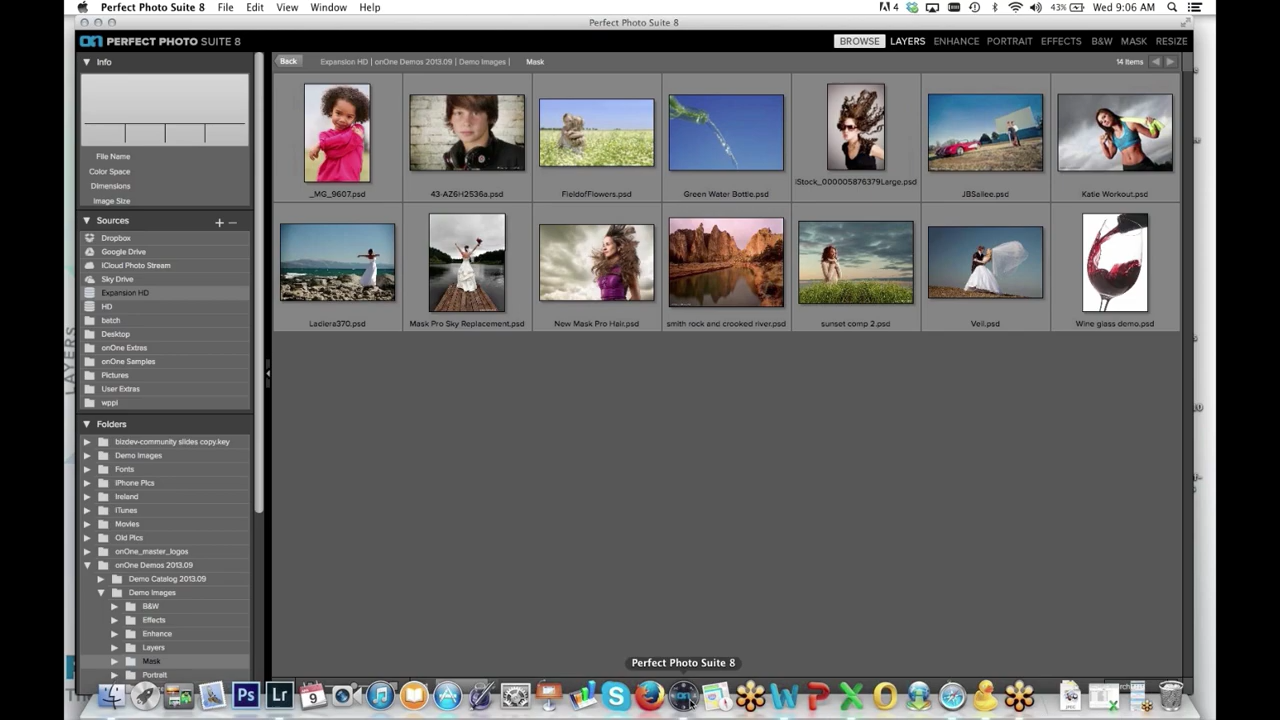 Perfect Photo Suite 8 File Edit View Window Help 4 43% Wed 9:06 AM
Perfect Photo Suite 8
on PERFECT PHOTO SUITE 8 BROWSE LAYERS ENHANCE PORTRAIT EFFECTS B&W MASK RESIZE
Info
Back Expansion HD | onOne Demos 2013.09 | Demo Images | Mask 14 Items
File Name
Color Space
Dimensions
Image Size
_MG_9607.psd 43-AZ6H2536a.psd FieldofFlowers.psd Green Water Bottle.psd iStock_000005876379Large.psd JBSailee.psd Katie Workout.psd
Sources + −
Dropbox
Google Drive
iCloud Photo Stream
Sky Drive
Expansion HD
HD
batch
Ladiera370.psd Mask Pro Sky Replacement.psd New Mask Pro Hair.psd smith rock and crooked river.psd sunset comp 2.psd Veil.psd Wine glass demo.psd
Desktop
onOne Extras
onOne Samples
Pictures
User Extras
wppi
LAYERS
Folders
bizdev-community slides copy.key
Demo Images
Fonts
IPhone Pics
Ireland
iTunes
Movies
Old Pics
onOne_master_logos
onOne Demos 2013.09
Demo Catalog 2013.09
Demo Images
B&W
Effects
Enhance
Layers
Mask
Portrait
Perfect Photo Suite 8
Ps Lr 9